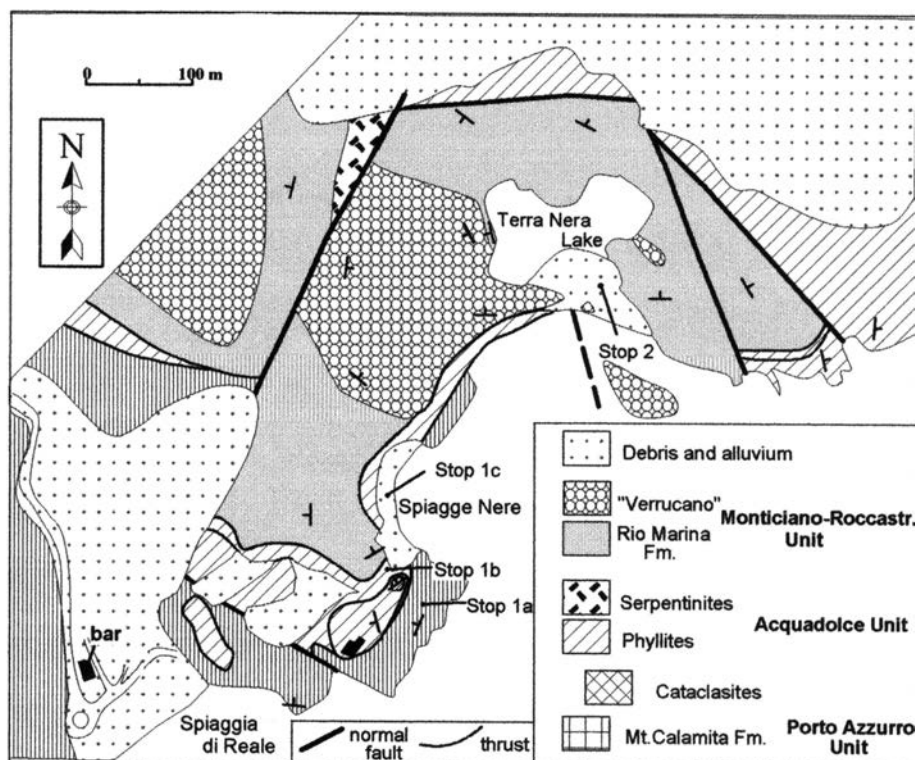 0 100 m
N
Terra Nera
Lake
Stop 2
Stop 1c
Spiagge Nere
Stop 1b
Stop 1a
bar
Spiaggia
di Reale
normal
fault
thrust
Debris and alluvium
"Verrucano"
Monticiano-Roccastr.
Unit
Rio Marina
Fm.
Serpentinites
Acquadolce Unit
Phyllites
Cataclasites
Mt.Calamita Fm.
Porto Azzurro
Unit